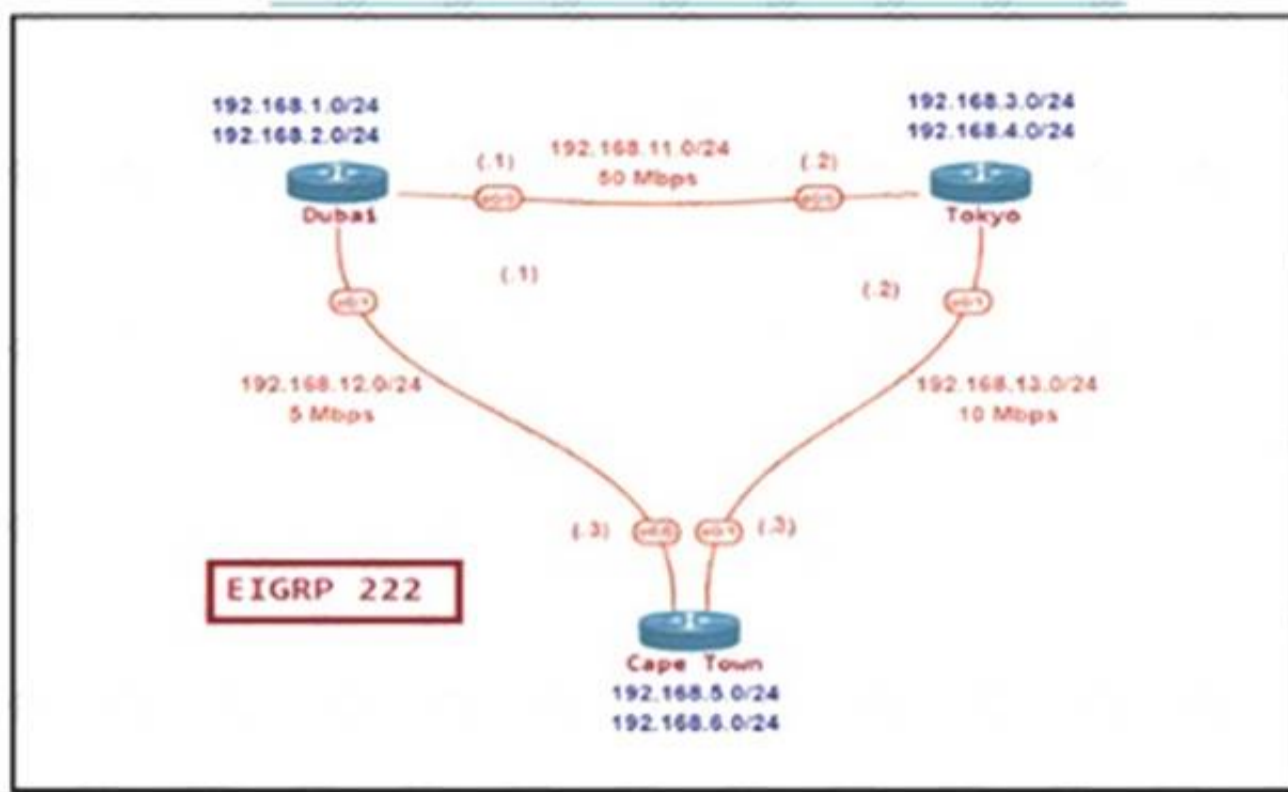 192.168.1.0/24
192.168.2.0/24
192.168.3.0/24
192.168.4.0/24
(.1)
192.168.11.0/24
50 Mbps
(.2)
Dubai
Tokyo
(.1)
(.2)
192.168.12.0/24
5 Mbps
192.168.13.0/24
10 Mbps
(.3)
(.3)
EIGRP 222
Cape Town
192.168.5.0/24
192.168.6.0/24